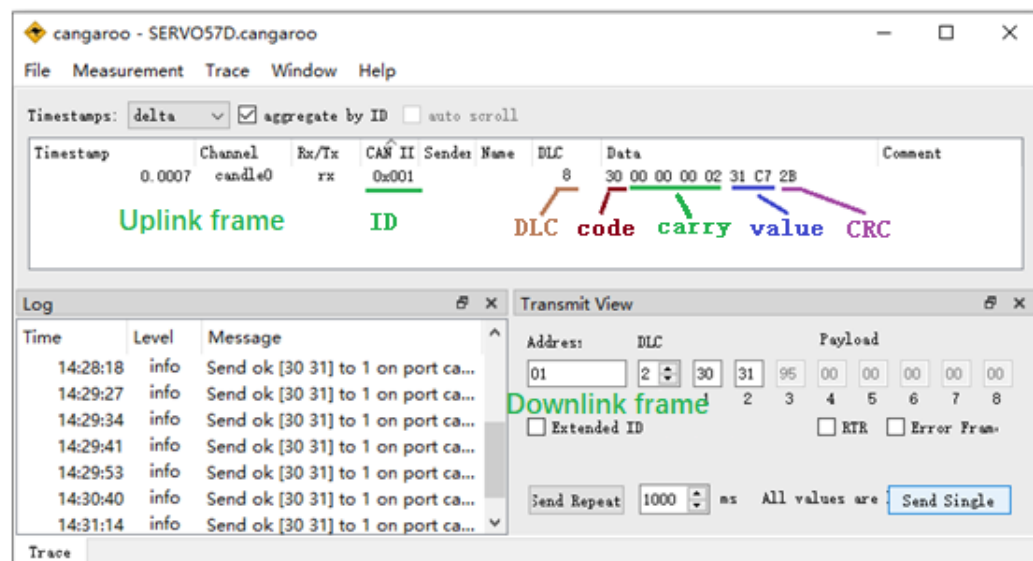 cangaroo - SERVO57D.cangaroo
File Measurement Trace Window Help
Timestamps: delta aggregate by ID auto scroll
Timestamp Channel Rx/Tx CAN II Sender Name DLC Data Comment
0.0007 candle0 rx 0x001 8 30 00 00 00 02 31 C7 2B
Uplink frame ID DLC code carry value CRC
Log
Time Level Message
14:28:18 info Send ok [30 31] to 1 on port ca...
14:29:27 info Send ok [30 31] to 1 on port ca...
14:29:34 info Send ok [30 31] to 1 on port ca...
14:29:41 info Send ok [30 31] to 1 on port ca...
14:29:53 info Send ok [30 31] to 1 on port ca...
14:30:40 info Send ok [30 31] to 1 on port ca...
14:31:14 info Send ok [30 31] to 1 on port ca...
Transmit View
Address DLC Payload
01 2 30 31 95 00 00 00 00 00
2 3 4 5 6 7 8
Downlink frame
Extended ID RTR Error Fram
Send Repeat 1000 ms All values are Send Single
Trace